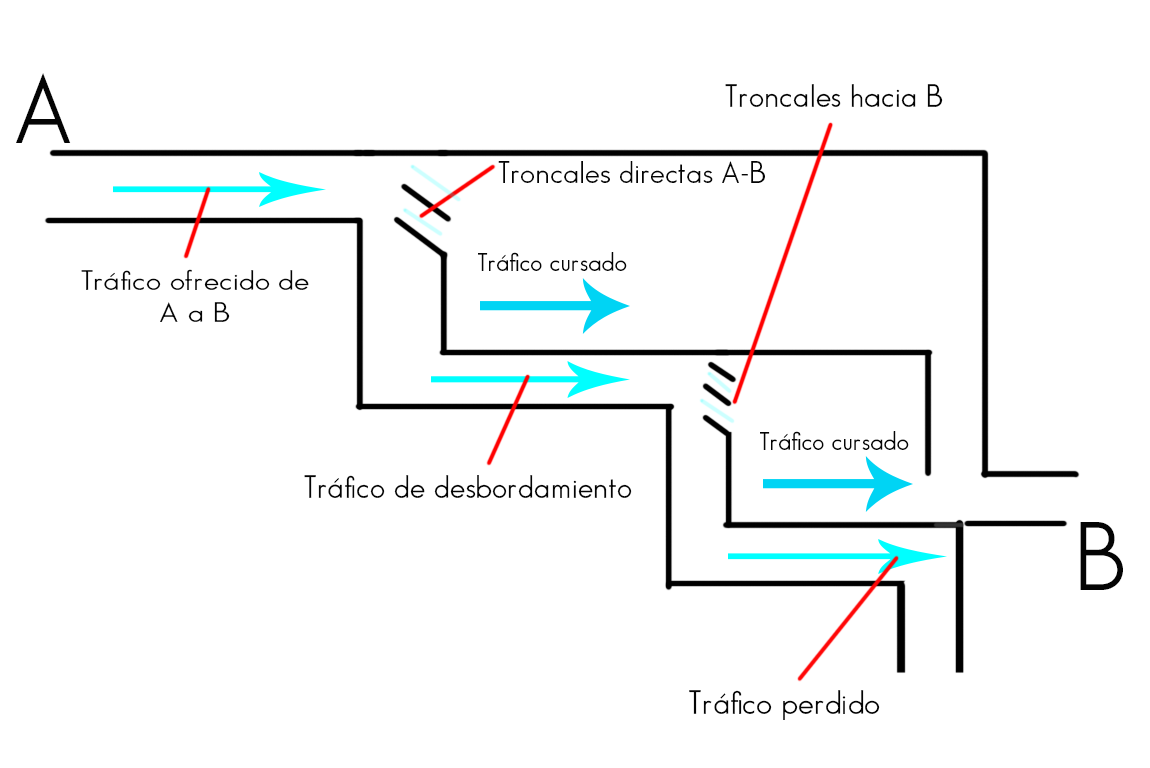 A
Troncales hacia B
Troncales directas A-B
Tráfico ofrecido de
A a B
Tráfico cursado
Tráfico cursado
Tráfico de desbordamiento
B
Tráfico perdido